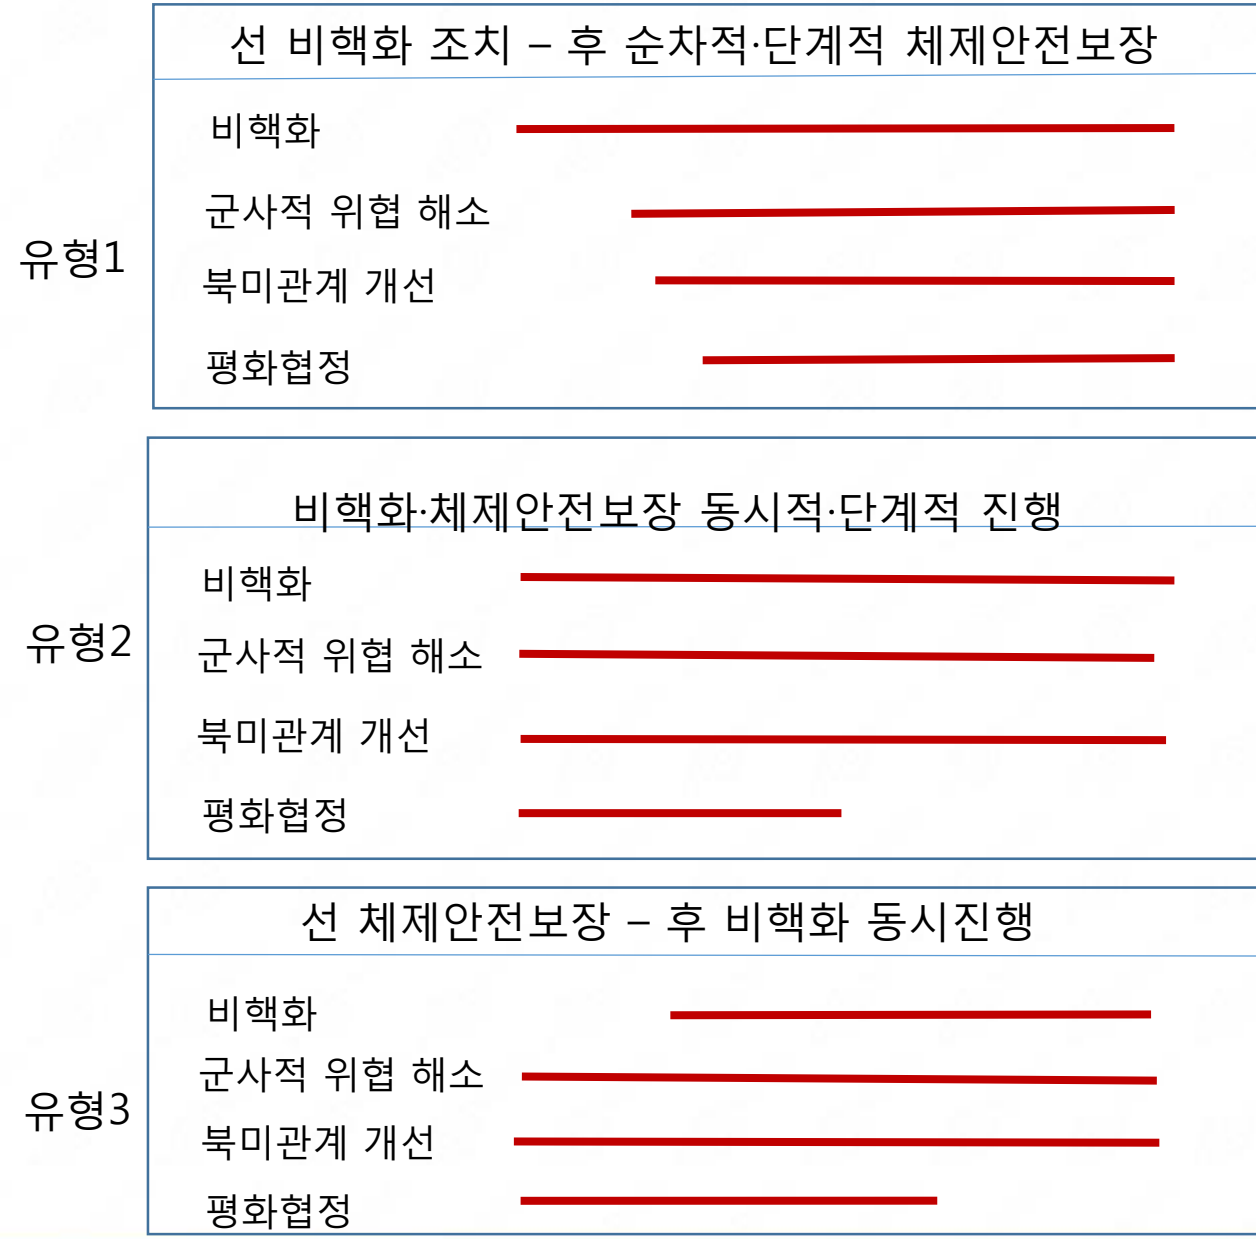 선 비핵화 조치 – 후 순차적·단계적 체제안전보장
비핵화
군사적 위협 해소
유형1
북미관계 개선
평화협정
비핵화·체제안전보장 동시적·단계적 진행
비핵화
유형2
군사적 위협 해소
북미관계 개선
평화협정
선 체제안전보장 – 후 비핵화 동시진행
비핵화
군사적 위협 해소
유형3
북미관계 개선
평화협정